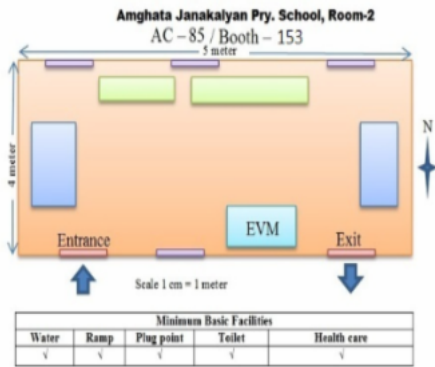 Amghata Janakalyan Pry. School, Room-2
AC – 85 / Booth – 153
5 meter
4 meter
N
EVM
Entrance
Exit
Scale 1 cm = 1 meter
Minimum Basic Facilities
Water Ramp Plug point Toilet Health care
√ √ √ √ √